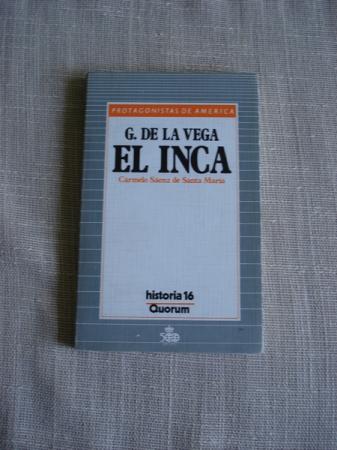 PROTAGONISTAS DE AMERICA
G. DE LA VEGA
EL INCA
Carmelo Sáenz de Santa María
historia 16
Quorum